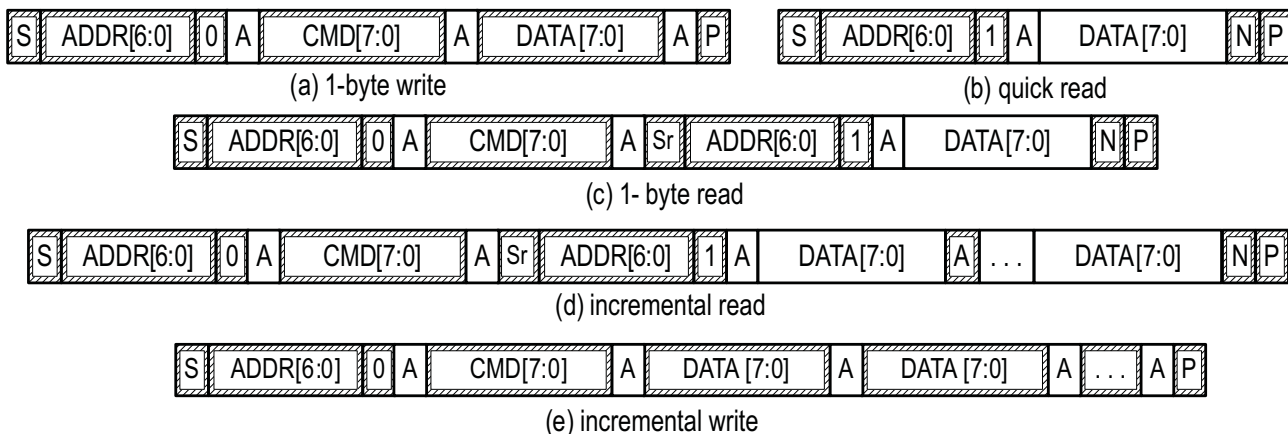 S ADDR[6:0] 0 A CMD[7:0] A DATA[7:0] A P
(a) 1-byte write
S ADDR[6:0] 1 A DATA[7:0] N P
(b) quick read
S ADDR[6:0] 0 A CMD[7:0] A Sr ADDR[6:0] 1 A DATA[7:0] N P
(c) 1- byte read
S ADDR[6:0] 0 A CMD[7:0] A Sr ADDR[6:0] 1 A DATA[7:0] A ... DATA[7:0] N P
(d) incremental read
S ADDR[6:0] 0 A CMD[7:0] A DATA [7:0] A DATA [7:0] A ... A P
(e) incremental write